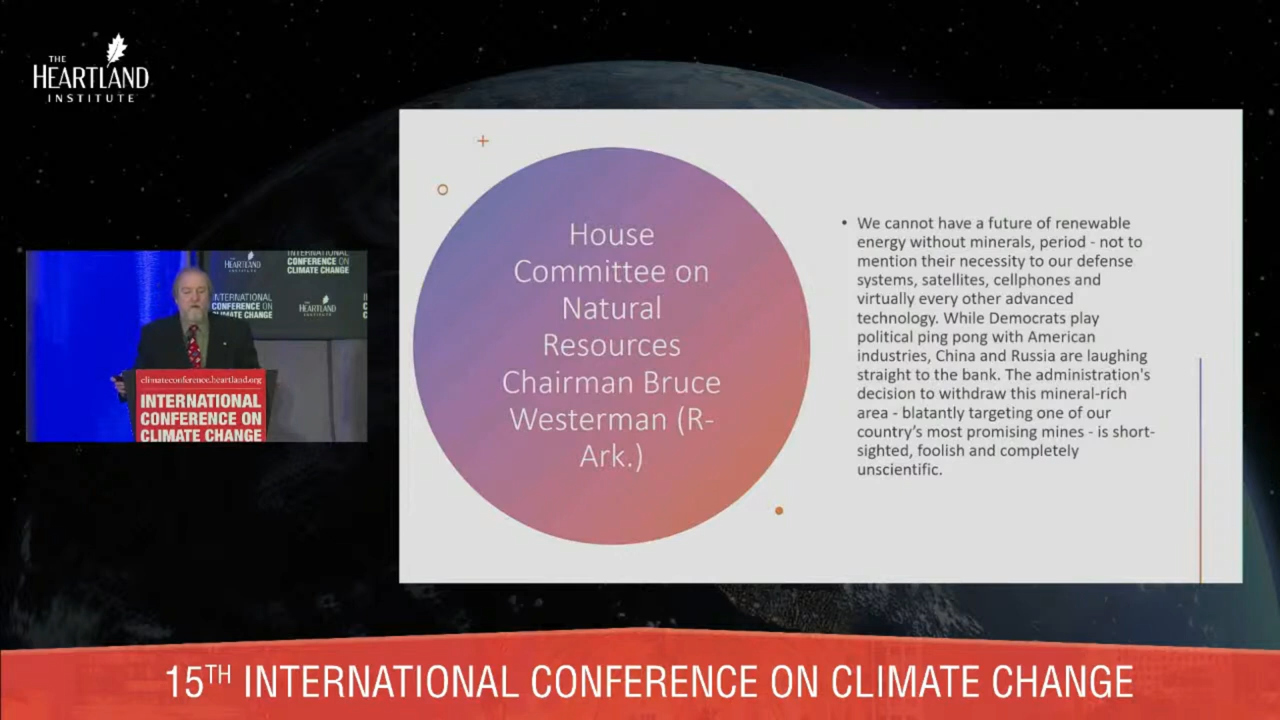 THE
HEARTLAND
INSTITUTE
House
Committee on
Natural
Resources
Chairman Bruce
Westerman (R-
Ark.)
• We cannot have a future of renewable
energy without minerals, period - not to
mention their necessity to our defense
systems, satellites, cellphones and
virtually every other advanced
technology. While Democrats play
political ping pong with American
industries, China and Russia are laughing
straight to the bank. The administration's
decision to withdraw this mineral-rich
area - blatantly targeting one of our
country's most promising mines - is short-
sighted, foolish and completely
unscientific.
HEARTLAND
INSTITUTE
INTERNATIONAL
CONFERENCE ON
CLIMATE CHANGE
INTERNATIONAL
CONFERENCE ON
CLIMATE CHANGE
HEARTLAND
INSTITUTE
climateconference.heartland.org
INTERNATIONAL
CONFERENCE ON
CLIMATE CHANGE
15TH INTERNATIONAL CONFERENCE ON CLIMATE CHANGE